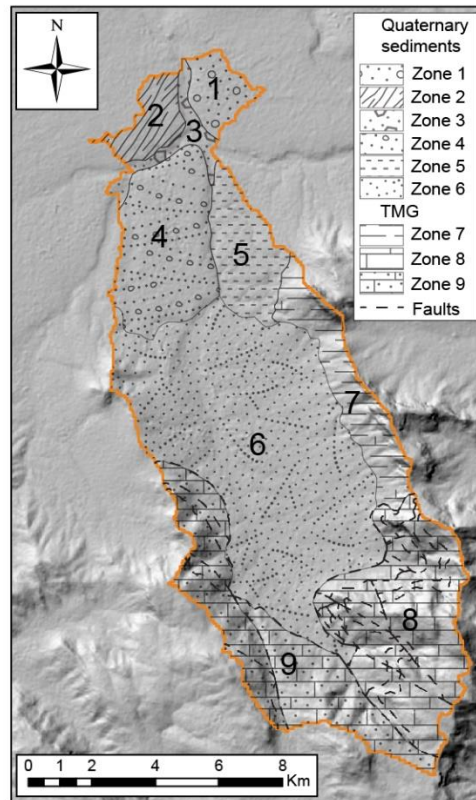 N
Quaternary
sediments
Zone 1
Zone 2
Zone 3
Zone 4
Zone 5
Zone 6
TMG
Zone 7
Zone 8
Zone 9
Faults
1
2
3
4
5
6
7
8
9
0 1 2 4 6 8
Km